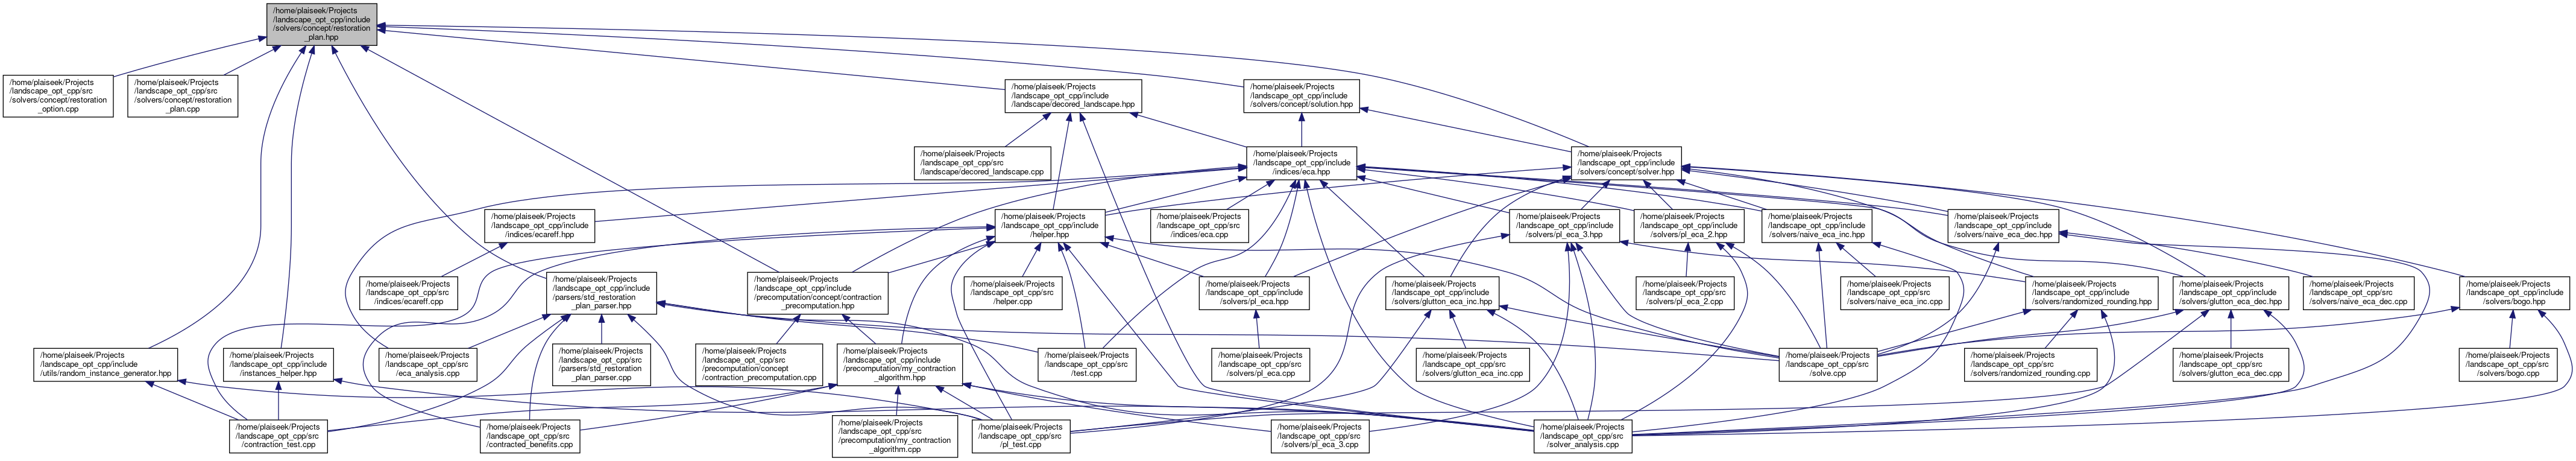 /home/plaiseek/Projects
/landscape_opt_cpp/include
/solvers/concept/restoration
_plan.hpp
/home/plaiseek/Projects
/landscape_opt_cpp/src
/solvers/concept/restoration
_option.cpp
/home/plaiseek/Projects
/landscape_opt_cpp/src
/solvers/concept/restoration
_plan.cpp
/home/plaiseek/Projects
/landscape_opt_cpp/include
/landscape/decored_landscape.hpp
/home/plaiseek/Projects
/landscape_opt_cpp/include
/solvers/concept/solution.hpp
/home/plaiseek/Projects
/landscape_opt_cpp/src
/landscape/decored_landscape.cpp
/home/plaiseek/Projects
/landscape_opt_cpp/include
/indices/eca.hpp
/home/plaiseek/Projects
/landscape_opt_cpp/include
/solvers/concept/solver.hpp
/home/plaiseek/Projects
/landscape_opt_cpp/include
/indices/ecareff.hpp
/home/plaiseek/Projects
/landscape_opt_cpp/include
/helper.hpp
/home/plaiseek/Projects
/landscape_opt_cpp/src
/indices/eca.cpp
/home/plaiseek/Projects
/landscape_opt_cpp/include
/solvers/pl_eca_3.hpp
/home/plaiseek/Projects
/landscape_opt_cpp/include
/solvers/pl_eca_2.hpp
/home/plaiseek/Projects
/landscape_opt_cpp/include
/solvers/naive_eca_inc.hpp
/home/plaiseek/Projects
/landscape_opt_cpp/include
/solvers/naive_eca_dec.hpp
/home/plaiseek/Projects
/landscape_opt_cpp/src
/indices/ecareff.cpp
/home/plaiseek/Projects
/landscape_opt_cpp/include
/parsers/std_restoration
_plan_parser.hpp
/home/plaiseek/Projects
/landscape_opt_cpp/include
/precomputation/concept/contraction
_precomputation.hpp
/home/plaiseek/Projects
/landscape_opt_cpp/src
/helper.cpp
/home/plaiseek/Projects
/landscape_opt_cpp/include
/solvers/pl_eca.hpp
/home/plaiseek/Projects
/landscape_opt_cpp/include
/solvers/glutton_eca_inc.hpp
/home/plaiseek/Projects
/landscape_opt_cpp/src
/solvers/pl_eca_2.cpp
/home/plaiseek/Projects
/landscape_opt_cpp/src
/solvers/naive_eca_inc.cpp
/home/plaiseek/Projects
/landscape_opt_cpp/include
/solvers/randomized_rounding.hpp
/home/plaiseek/Projects
/landscape_opt_cpp/include
/solvers/glutton_eca_dec.hpp
/home/plaiseek/Projects
/landscape_opt_cpp/src
/solvers/naive_eca_dec.cpp
/home/plaiseek/Projects
/landscape_opt_cpp/include
/solvers/bogo.hpp
/home/plaiseek/Projects
/landscape_opt_cpp/include
/utils/random_instance_generator.hpp
/home/plaiseek/Projects
/landscape_opt_cpp/include
/instances_helper.hpp
/home/plaiseek/Projects
/landscape_opt_cpp/src
/eca_analysis.cpp
/home/plaiseek/Projects
/landscape_opt_cpp/src
/parsers/std_restoration
_plan_parser.cpp
/home/plaiseek/Projects
/landscape_opt_cpp/src
/precomputation/concept
/contraction_precomputation.cpp
/home/plaiseek/Projects
/landscape_opt_cpp/include
/precomputation/my_contraction
_algorithm.hpp
/home/plaiseek/Projects
/landscape_opt_cpp/src
/test.cpp
/home/plaiseek/Projects
/landscape_opt_cpp/src
/solvers/pl_eca.cpp
/home/plaiseek/Projects
/landscape_opt_cpp/src
/solvers/glutton_eca_inc.cpp
/home/plaiseek/Projects
/landscape_opt_cpp/src
/solve.cpp
/home/plaiseek/Projects
/landscape_opt_cpp/src
/solvers/randomized_rounding.cpp
/home/plaiseek/Projects
/landscape_opt_cpp/src
/solvers/glutton_eca_dec.cpp
/home/plaiseek/Projects
/landscape_opt_cpp/src
/solvers/bogo.cpp
/home/plaiseek/Projects
/landscape_opt_cpp/src
/contraction_test.cpp
/home/plaiseek/Projects
/landscape_opt_cpp/src
/contracted_benefits.cpp
/home/plaiseek/Projects
/landscape_opt_cpp/src
/precomputation/my_contraction
_algorithm.cpp
/home/plaiseek/Projects
/landscape_opt_cpp/src
/pl_test.cpp
/home/plaiseek/Projects
/landscape_opt_cpp/src
/solvers/pl_eca_3.cpp
/home/plaiseek/Projects
/landscape_opt_cpp/src
/solver_analysis.cpp